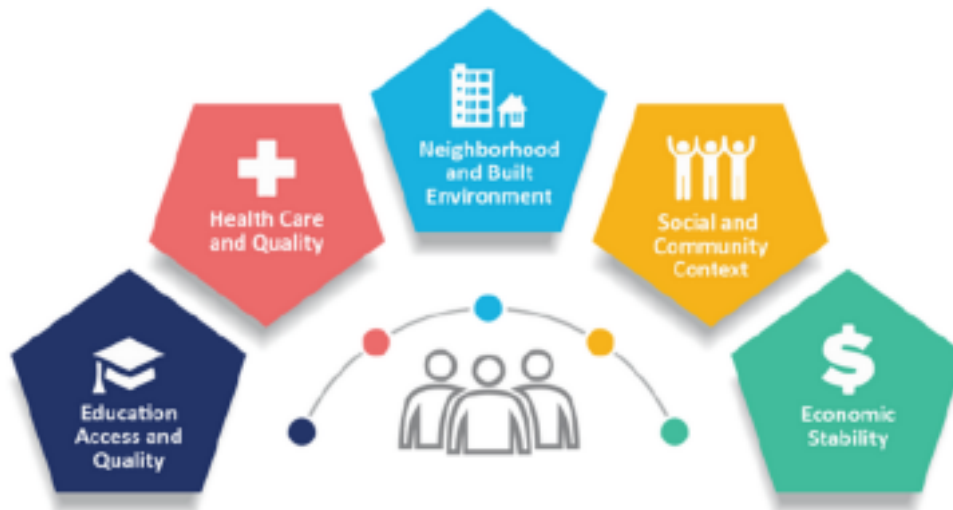 Neighborhood
and Built
Environment
Health Care
and Quality
Social and
Community
Context
Education
Access and
Quality
$
Economic
Stability